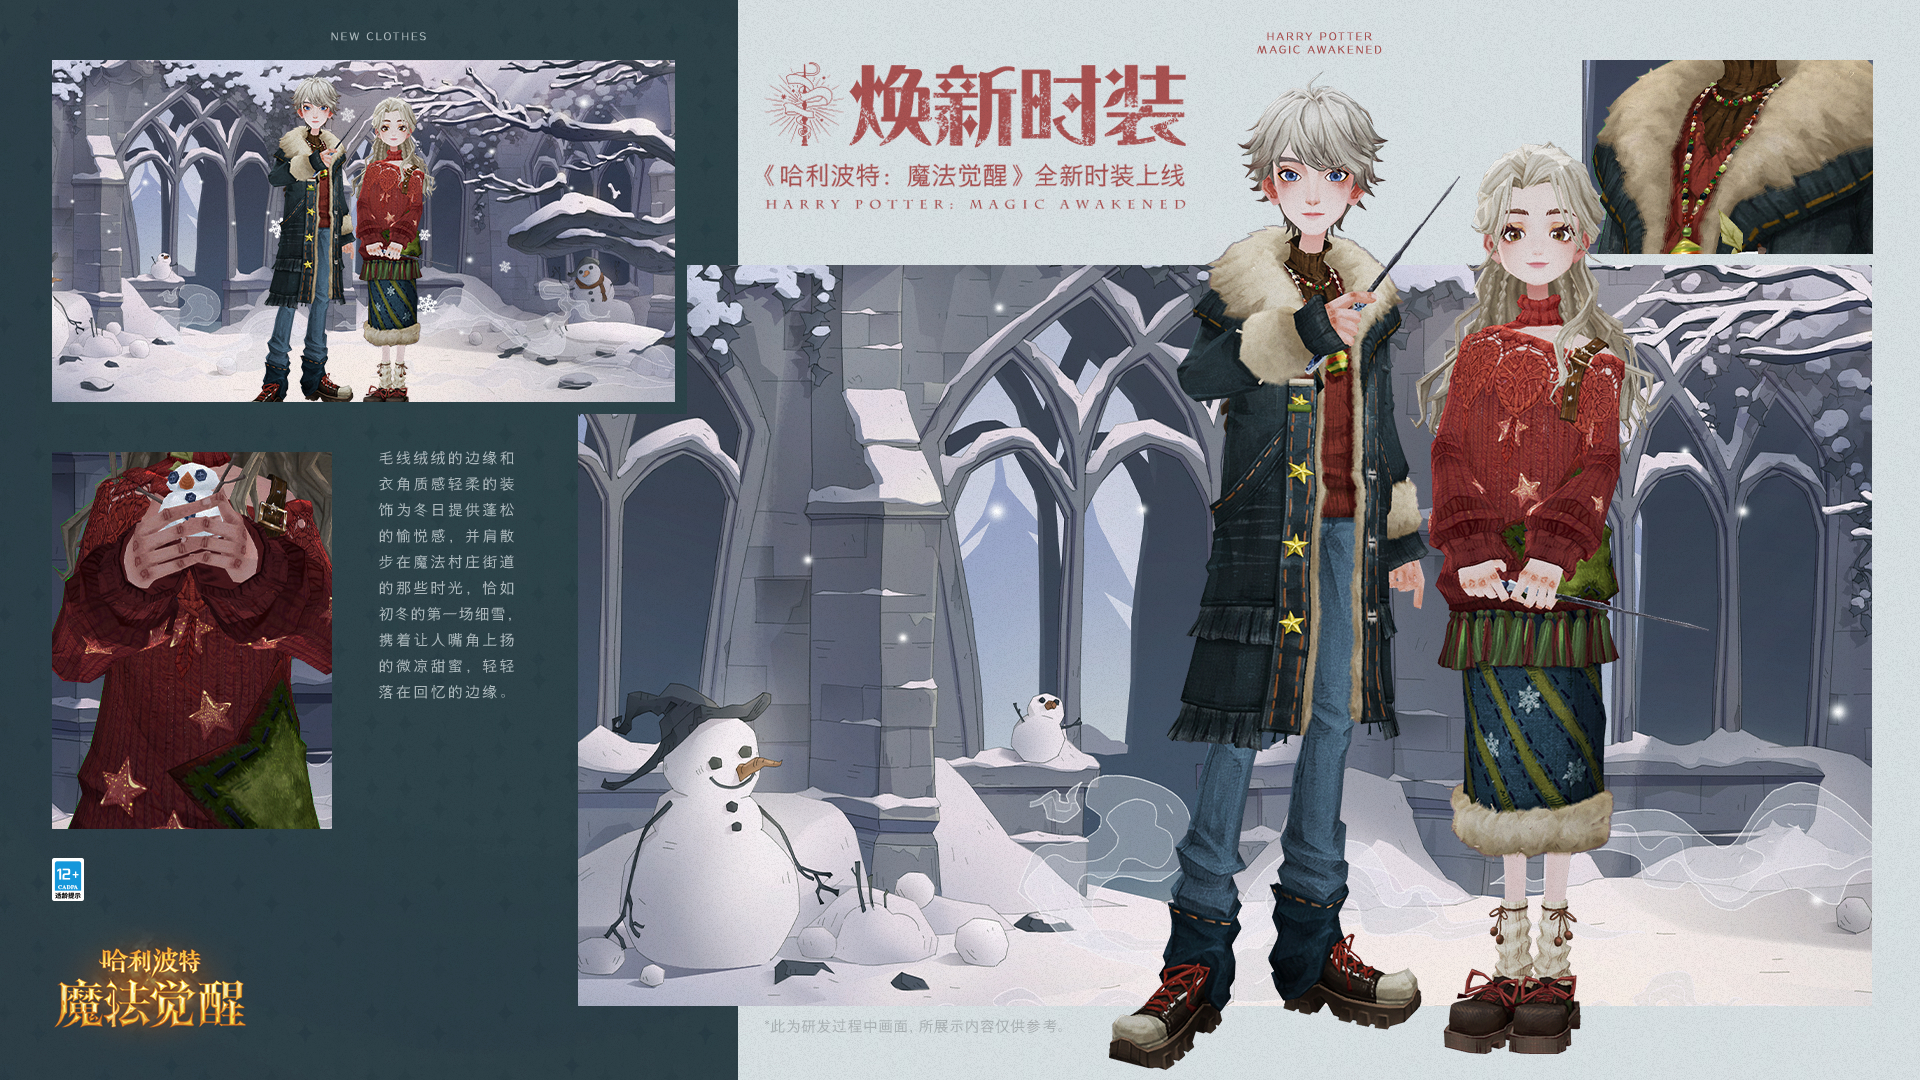 NEW CLOTHES
HARRY POTTER
MAGIC AWAKENED
焕新时装
《哈利波特：魔法觉醒》全新时装上线
HARRY POTTER: MAGIC AWAKENED
毛线绒绒的边缘和
衣角质感轻柔的装
饰为冬日提供蓬松
的愉悦感，并肩散
步在魔法村庄街道
的那些时光，恰如
初冬的第一场细雪，
携着让人嘴角上扬
的微凉甜蜜，轻轻
落在回忆的边缘。
12+
CADPA
适龄提示
哈利波特
魔法觉醒
*此为研发过程中画面, 所展示内容仅供参考。